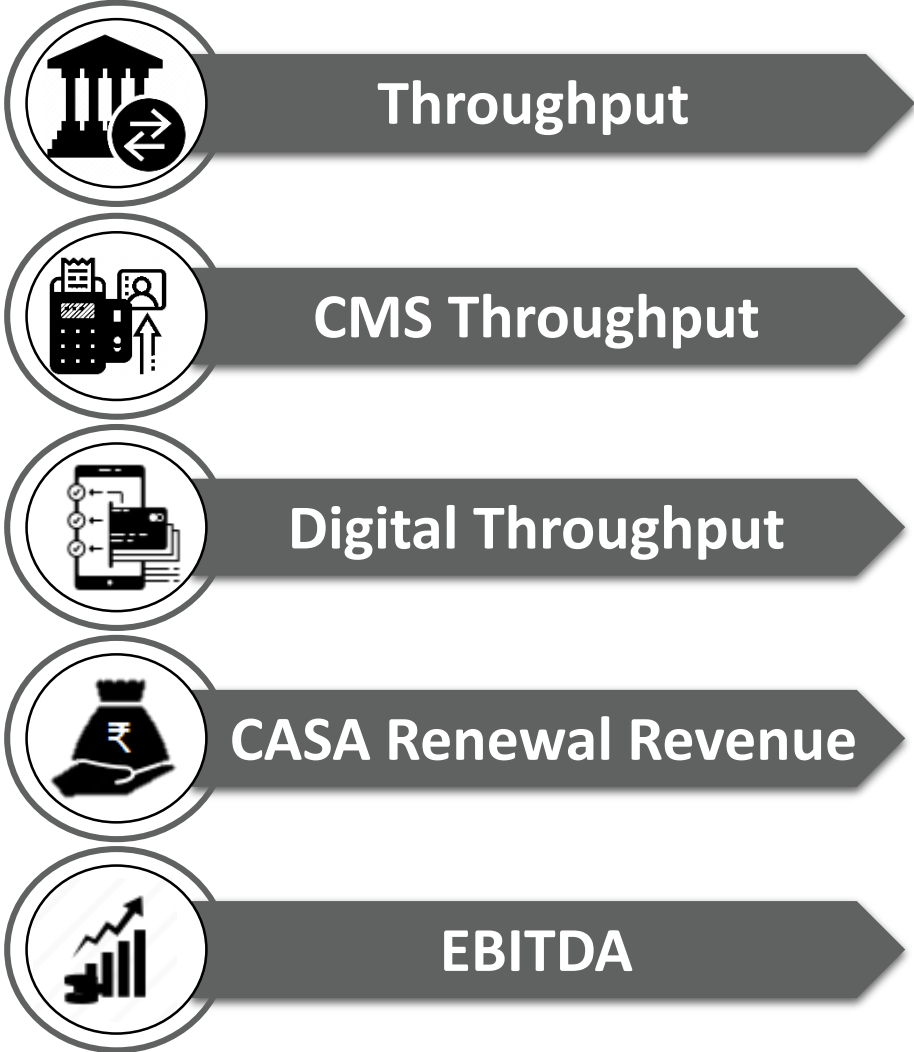 Throughput
CMS Throughput
Digital Throughput
₹
CASA Renewal Revenue
EBITDA